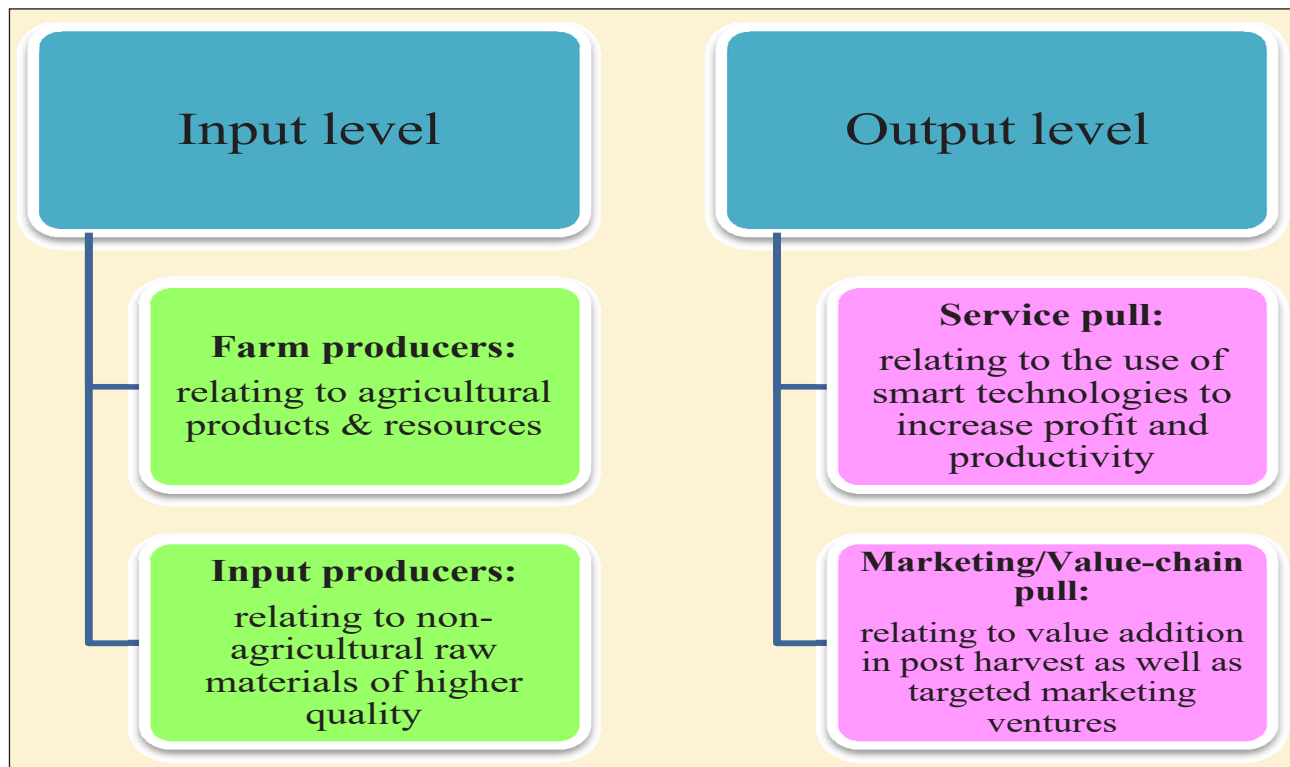 Input level
Farm producers:
relating to agricultural
products & resources
Input producers:
relating to non-
agricultural raw
materials of higher
quality
Output level
Service pull:
relating to the use of
smart technologies to
increase profit and
productivity
Marketing/Value-chain
pull:
relating to value addition
in post harvest as well as
targeted marketing
ventures